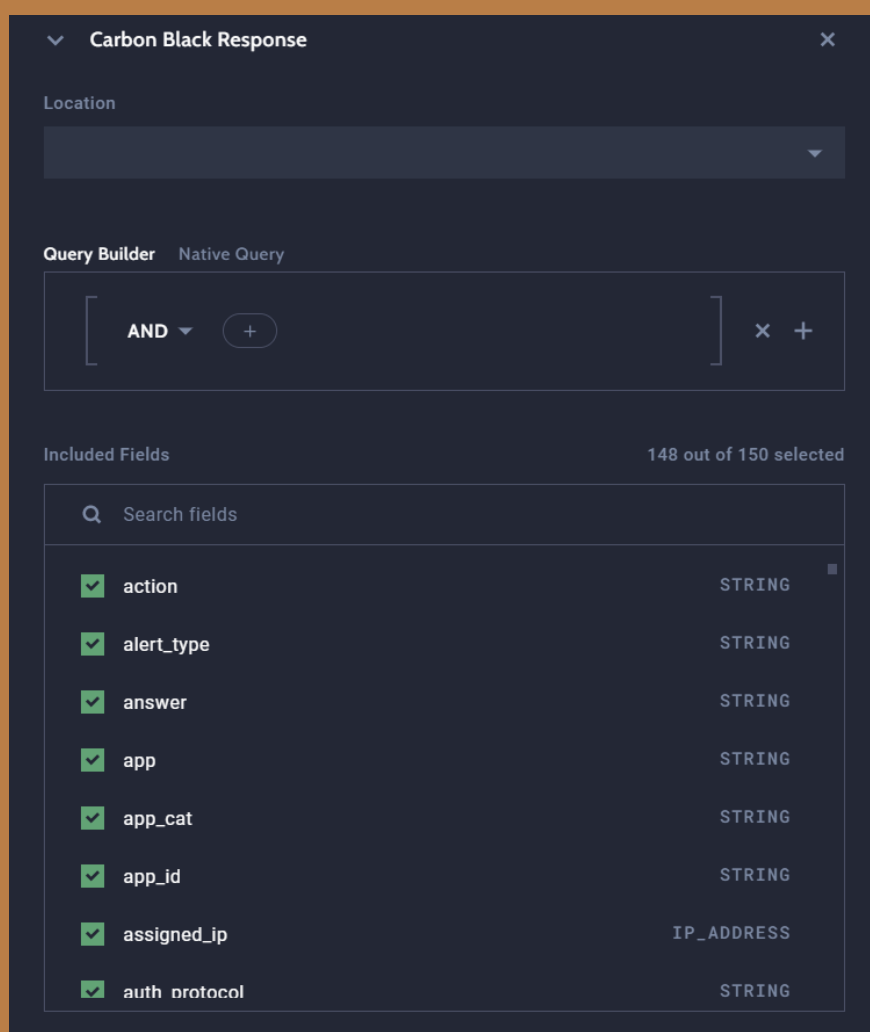 Carbon Black Response
Location
Query Builder Native Query
AND
Included Fields 148 out of 150 selected
Search fields
action STRING
alert_type STRING
answer STRING
app STRING
app_cat STRING
app_id STRING
assigned_ip IP_ADDRESS
auth_protocol STRING